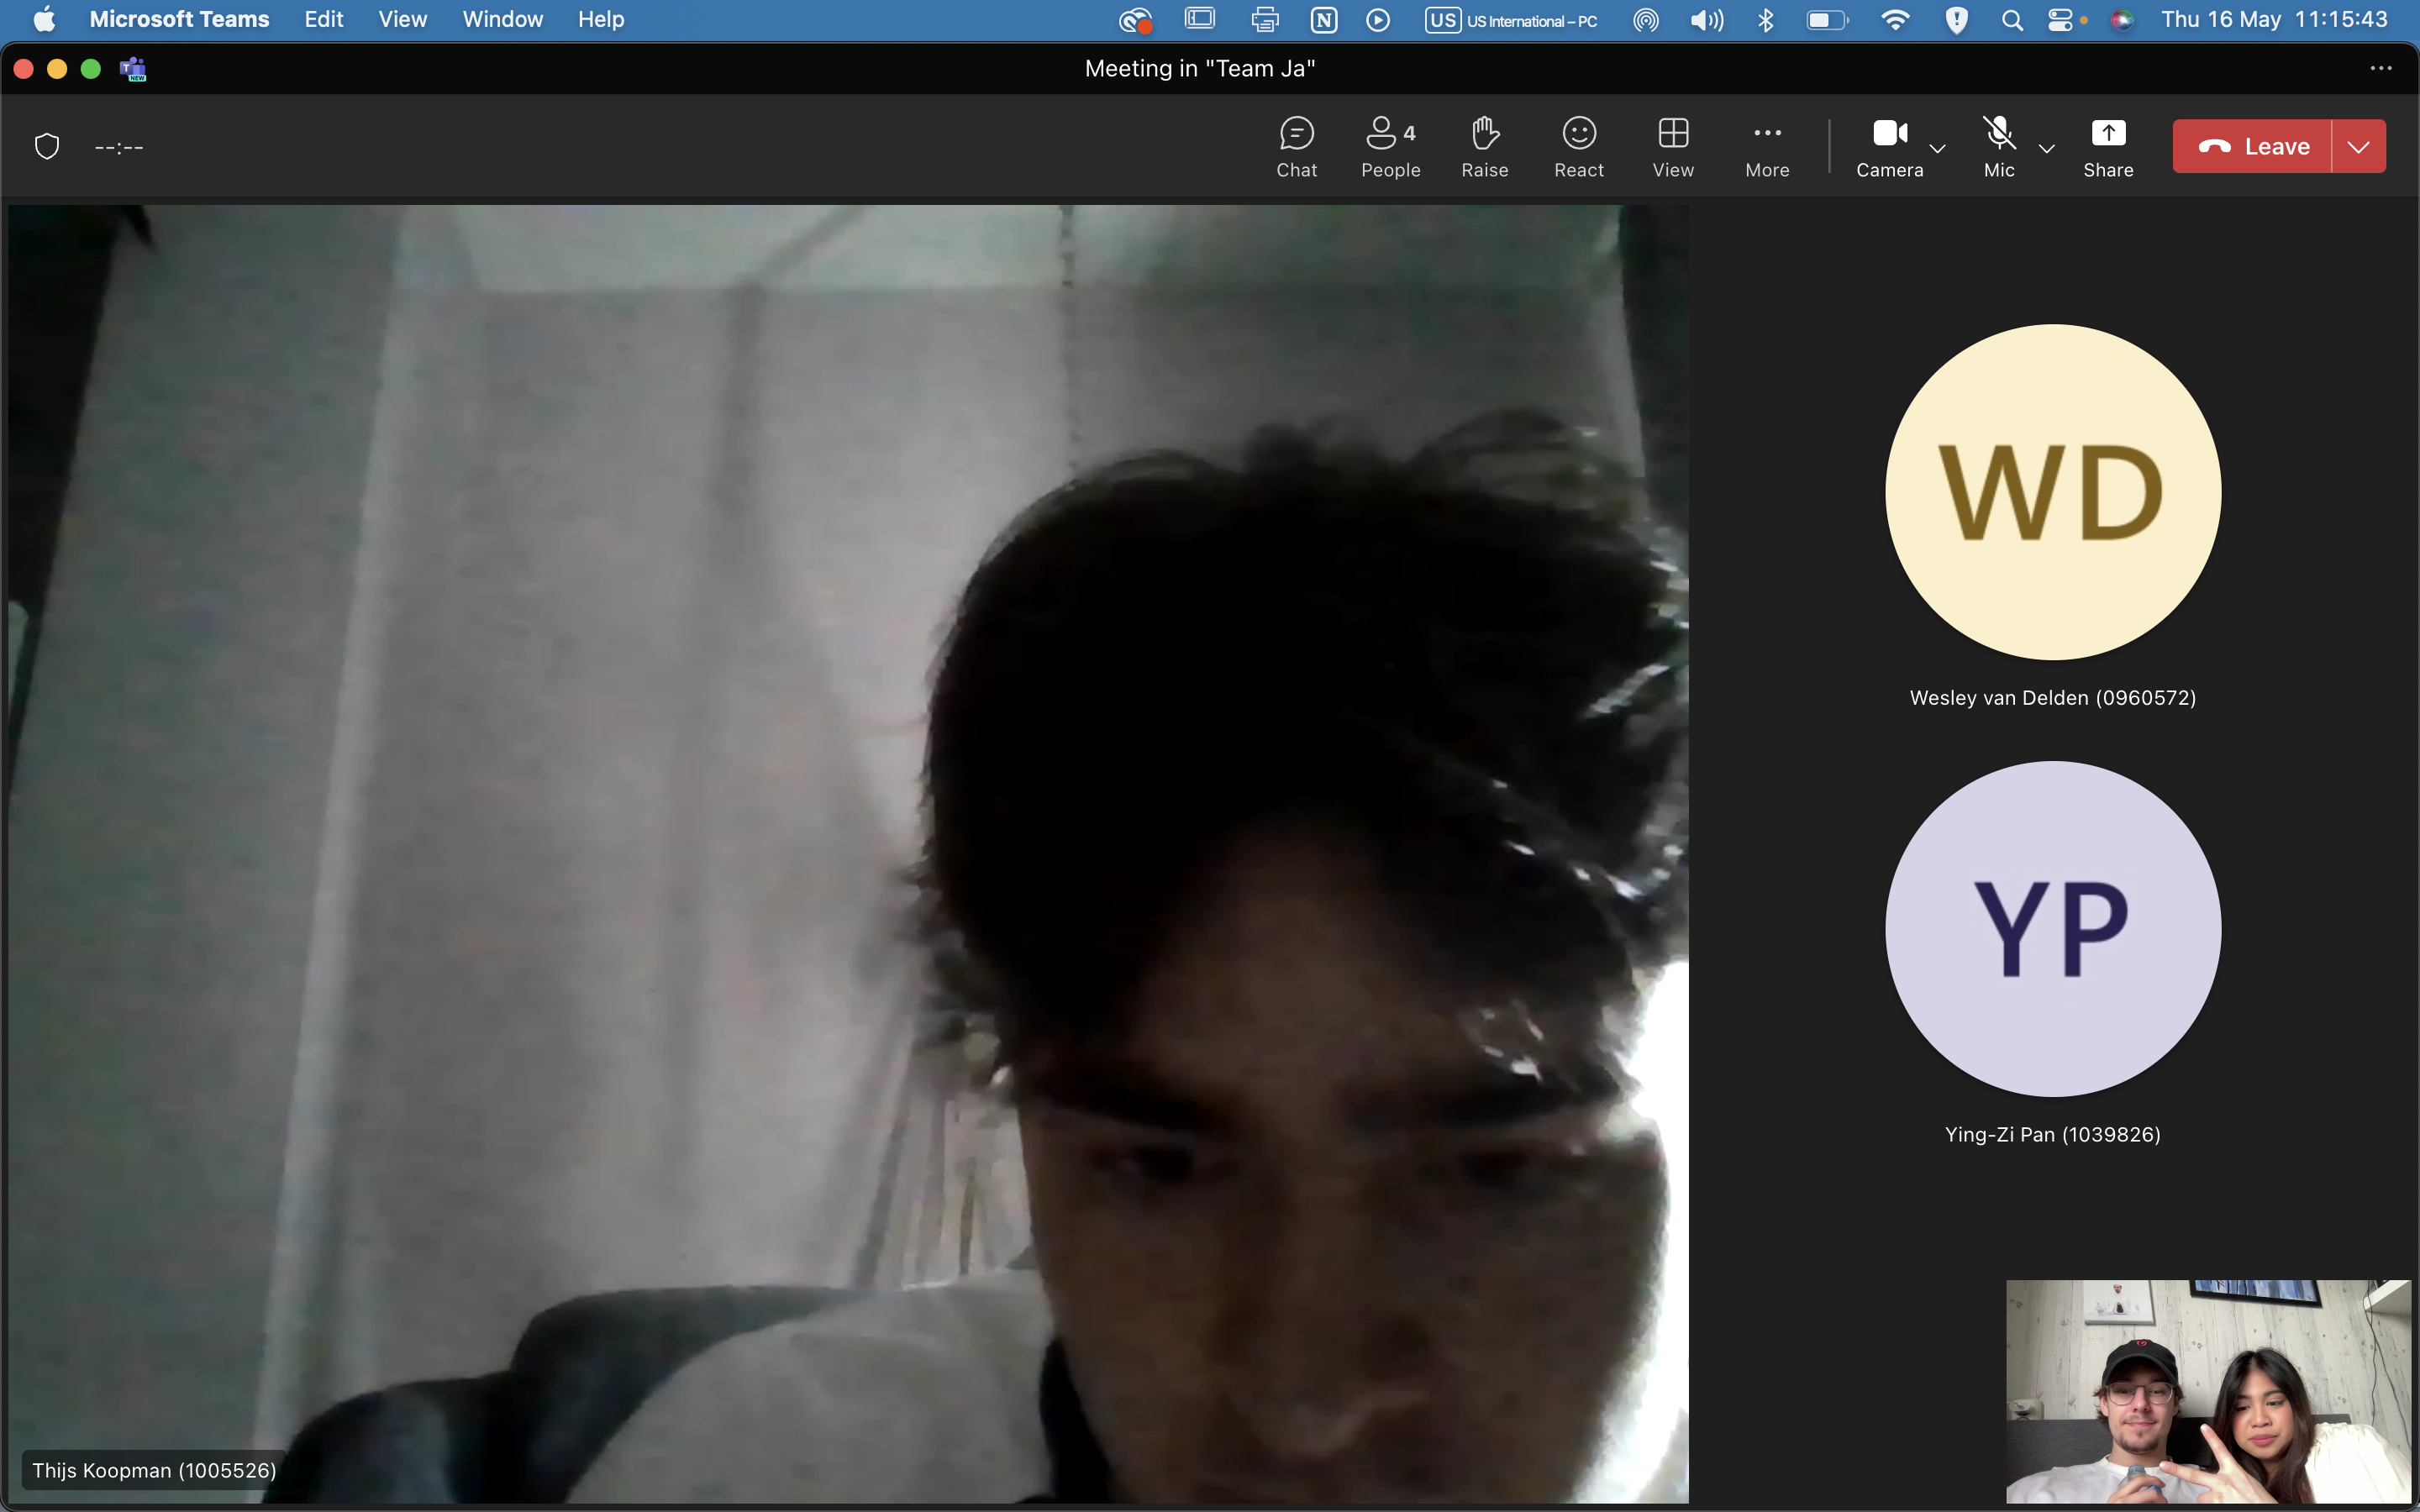 Microsoft Teams Edit View Window Help
N
US US International – PC
Thu 16 May 11:15:43
T
NEW
Meeting in "Team Ja"
--:--
4
Chat People Raise React View More Camera Mic Share Leave
WD
Wesley van Delden (0960572)
YP
Ying-Zi Pan (1039826)
Thijs Koopman (1005526)